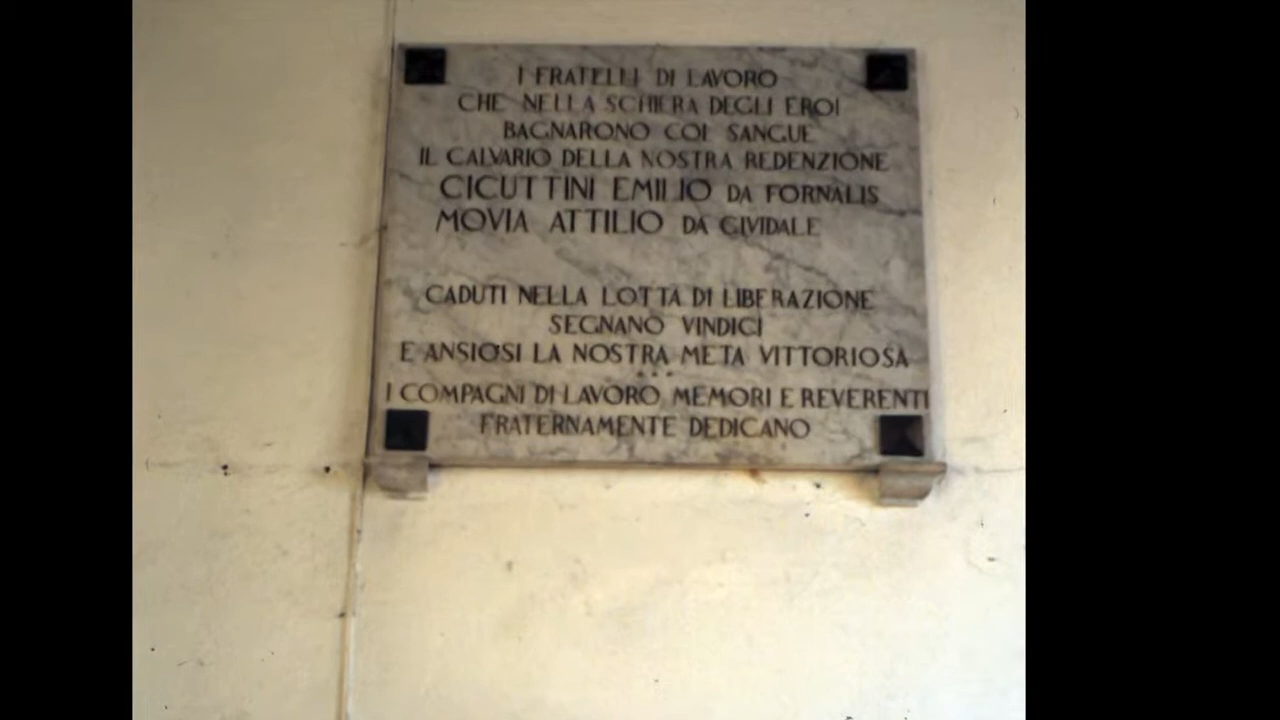 I FRATELLI DI LAVORO
CHE NELLA SCHIERA DEGLI EROI
BAGNARONO COL SANGUE
IL CALVARIO DELLA NOSTRA REDENZIONE
CICUTTINI EMILIO DA FORNALIS
MOVIA ATTILIO DA CIVIDALE
CADUTI NELLA LOTTA DI LIBERAZIONE
SEGNANO VINDICI
E ANSIOSI LA NOSTRA META VITTORIOSA
***
I COMPAGNI DI LAVORO MEMORI E REVERENTI
FRATERNAMENTE DEDICANO